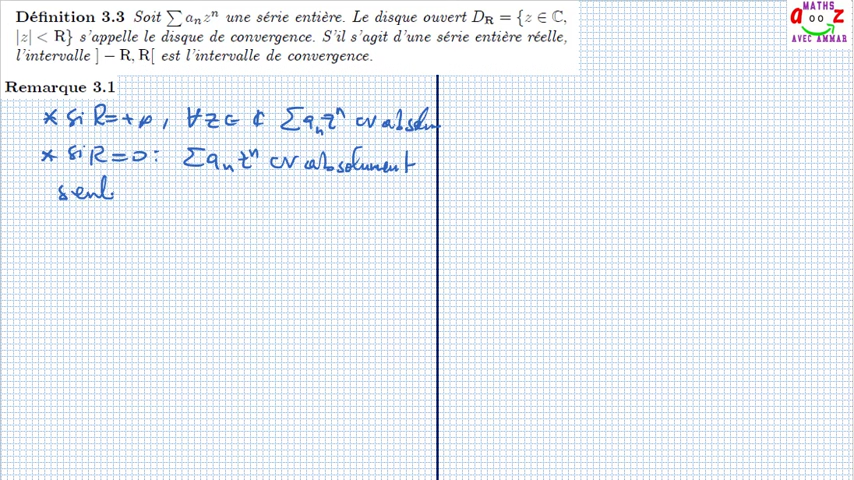 Définition 3.3 Soit ∑ aₙzⁿ une série entière. Le disque ouvert D_R = {z ∈ ℂ,
|z| < R} s'appelle le disque de convergence. S'il s'agit d'une série entière réelle,
l'intervalle ] − R, R[ est l'intervalle de convergence.
MATHS
a oo z
AVEC AMMAR
Remarque 3.1
* si R=+∞, ∀z∈ ℂ ∑aₙzⁿ cv absolu
* si R=0: ∑aₙzⁿ cv absolument
seul